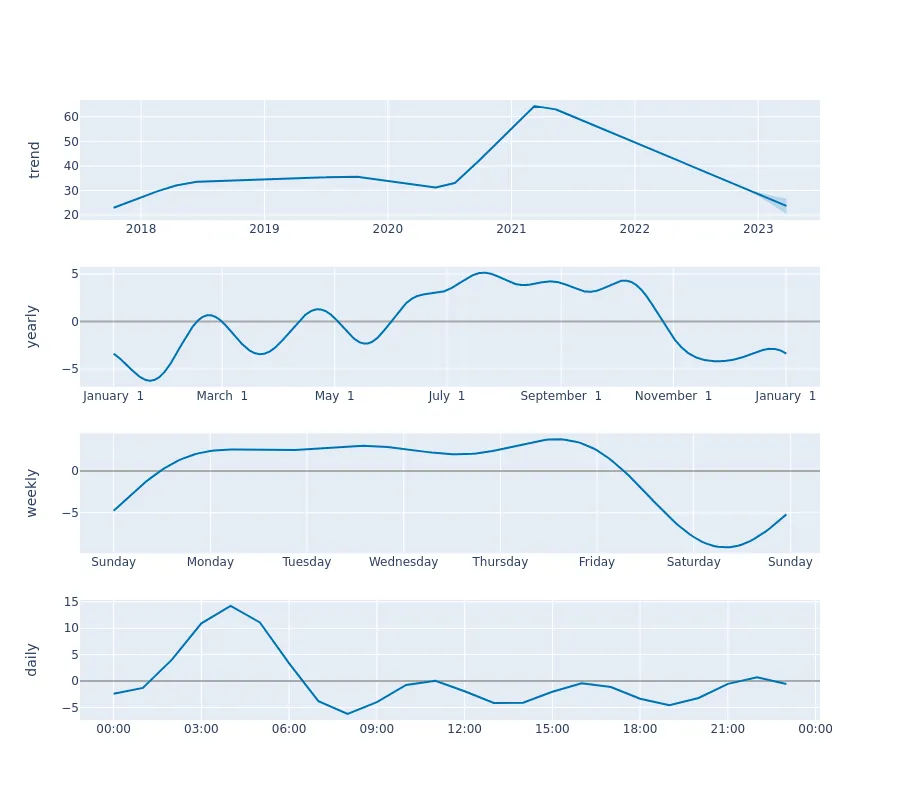 trend
60
50
40
30
20
2018 2019 2020 2021 2022 2023
yearly
5
0
−5
January 1 March 1 May 1 July 1 September 1 November 1 January 1
weekly
0
−5
Sunday Monday Tuesday Wednesday Thursday Friday Saturday Sunday
daily
15
10
5
0
−5
00:00 03:00 06:00 09:00 12:00 15:00 18:00 21:00 00:00